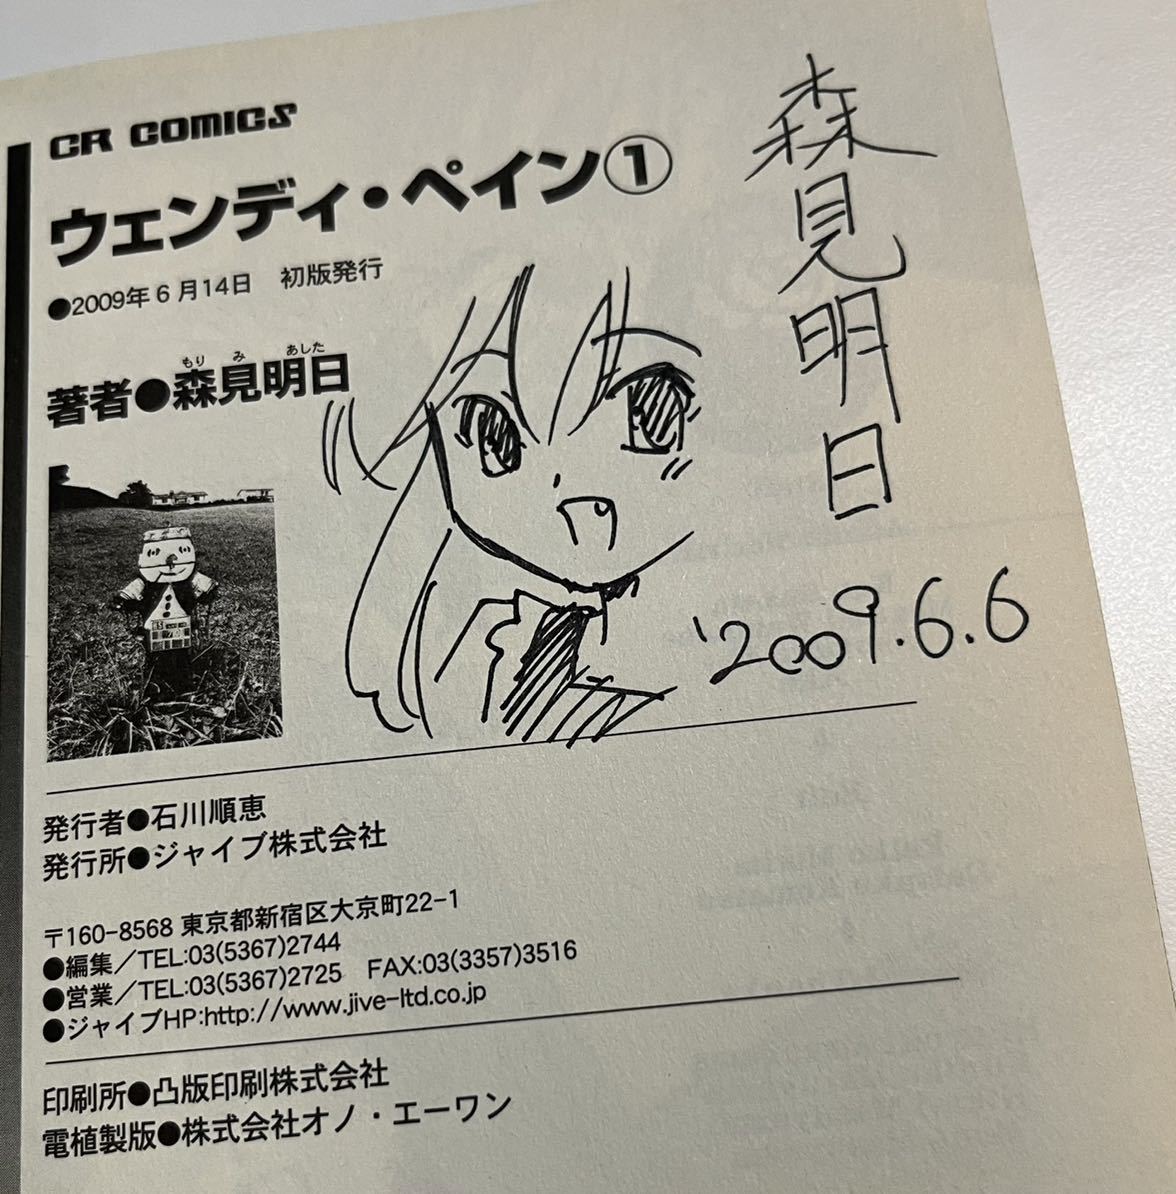 CR COMICS
ウェンディ・ペイン①
●2009年6月14日 初版発行
もり み あした
著者●森見明日
森見明日
'2009.6.6
発行者●石川順恵
発行所●ジャイブ株式会社
〒160-8568 東京都新宿区大京町22-1
●編集／TEL:03(5367)2744
●営業／TEL:03(5367)2725 FAX:03(3357)3516
●ジャイブHP:http://www.jive-ltd.co.jp
印刷所●凸版印刷株式会社
電植製版●株式会社オノ・エーワン